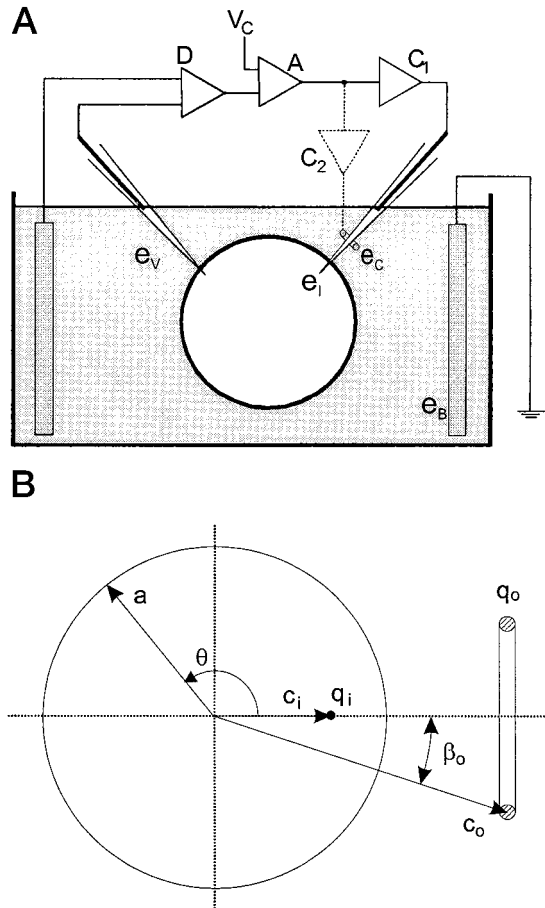 A
V_C
D
A
C_1
C_2
e_V
e_C
e_I
e_B
B
a
q_o
θ
c_i
q_i
β_o
c_o